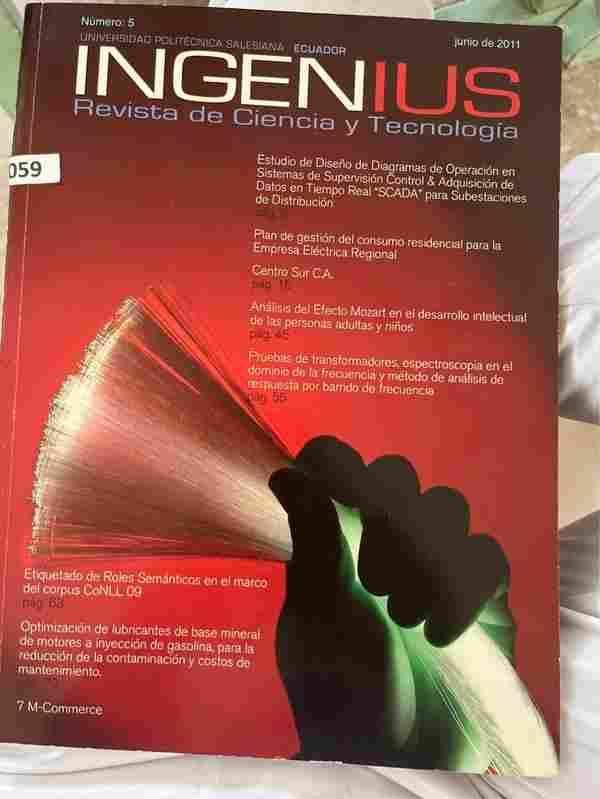 Número: 5
junio de 2011
UNIVERSIDAD POLITÉCNICA SALESIANA ECUADOR
INGENIUS
Revista de Ciencia y Tecnología
059
Estudio de Diseño de Diagramas de Operación en
Sistemas de Supervisión Control & Adquisición de
Datos en Tiempo Real "SCADA" para Subestaciones
de Distribución
Plan de gestión del consumo residencial para la
Empresa Eléctrica Regional
Centro Sur C.A.
pág. 15
Análisis del Efecto Mozart en el desarrollo intelectual
de las personas adultas y niños
pág. 45
Pruebas de transformadores, espectroscopia en el
dominio de la frecuencia y método de análisis de
respuesta por barrido de frecuencia
pág. 55
Etiquetado de Roles Semánticos en el marco
del corpus CoNLL 09
pág. 63
Optimización de lubricantes de base mineral
de motores a inyección de gasolina, para la
reducción de la contaminación y costos de
mantenimiento.
7 M-Commerce